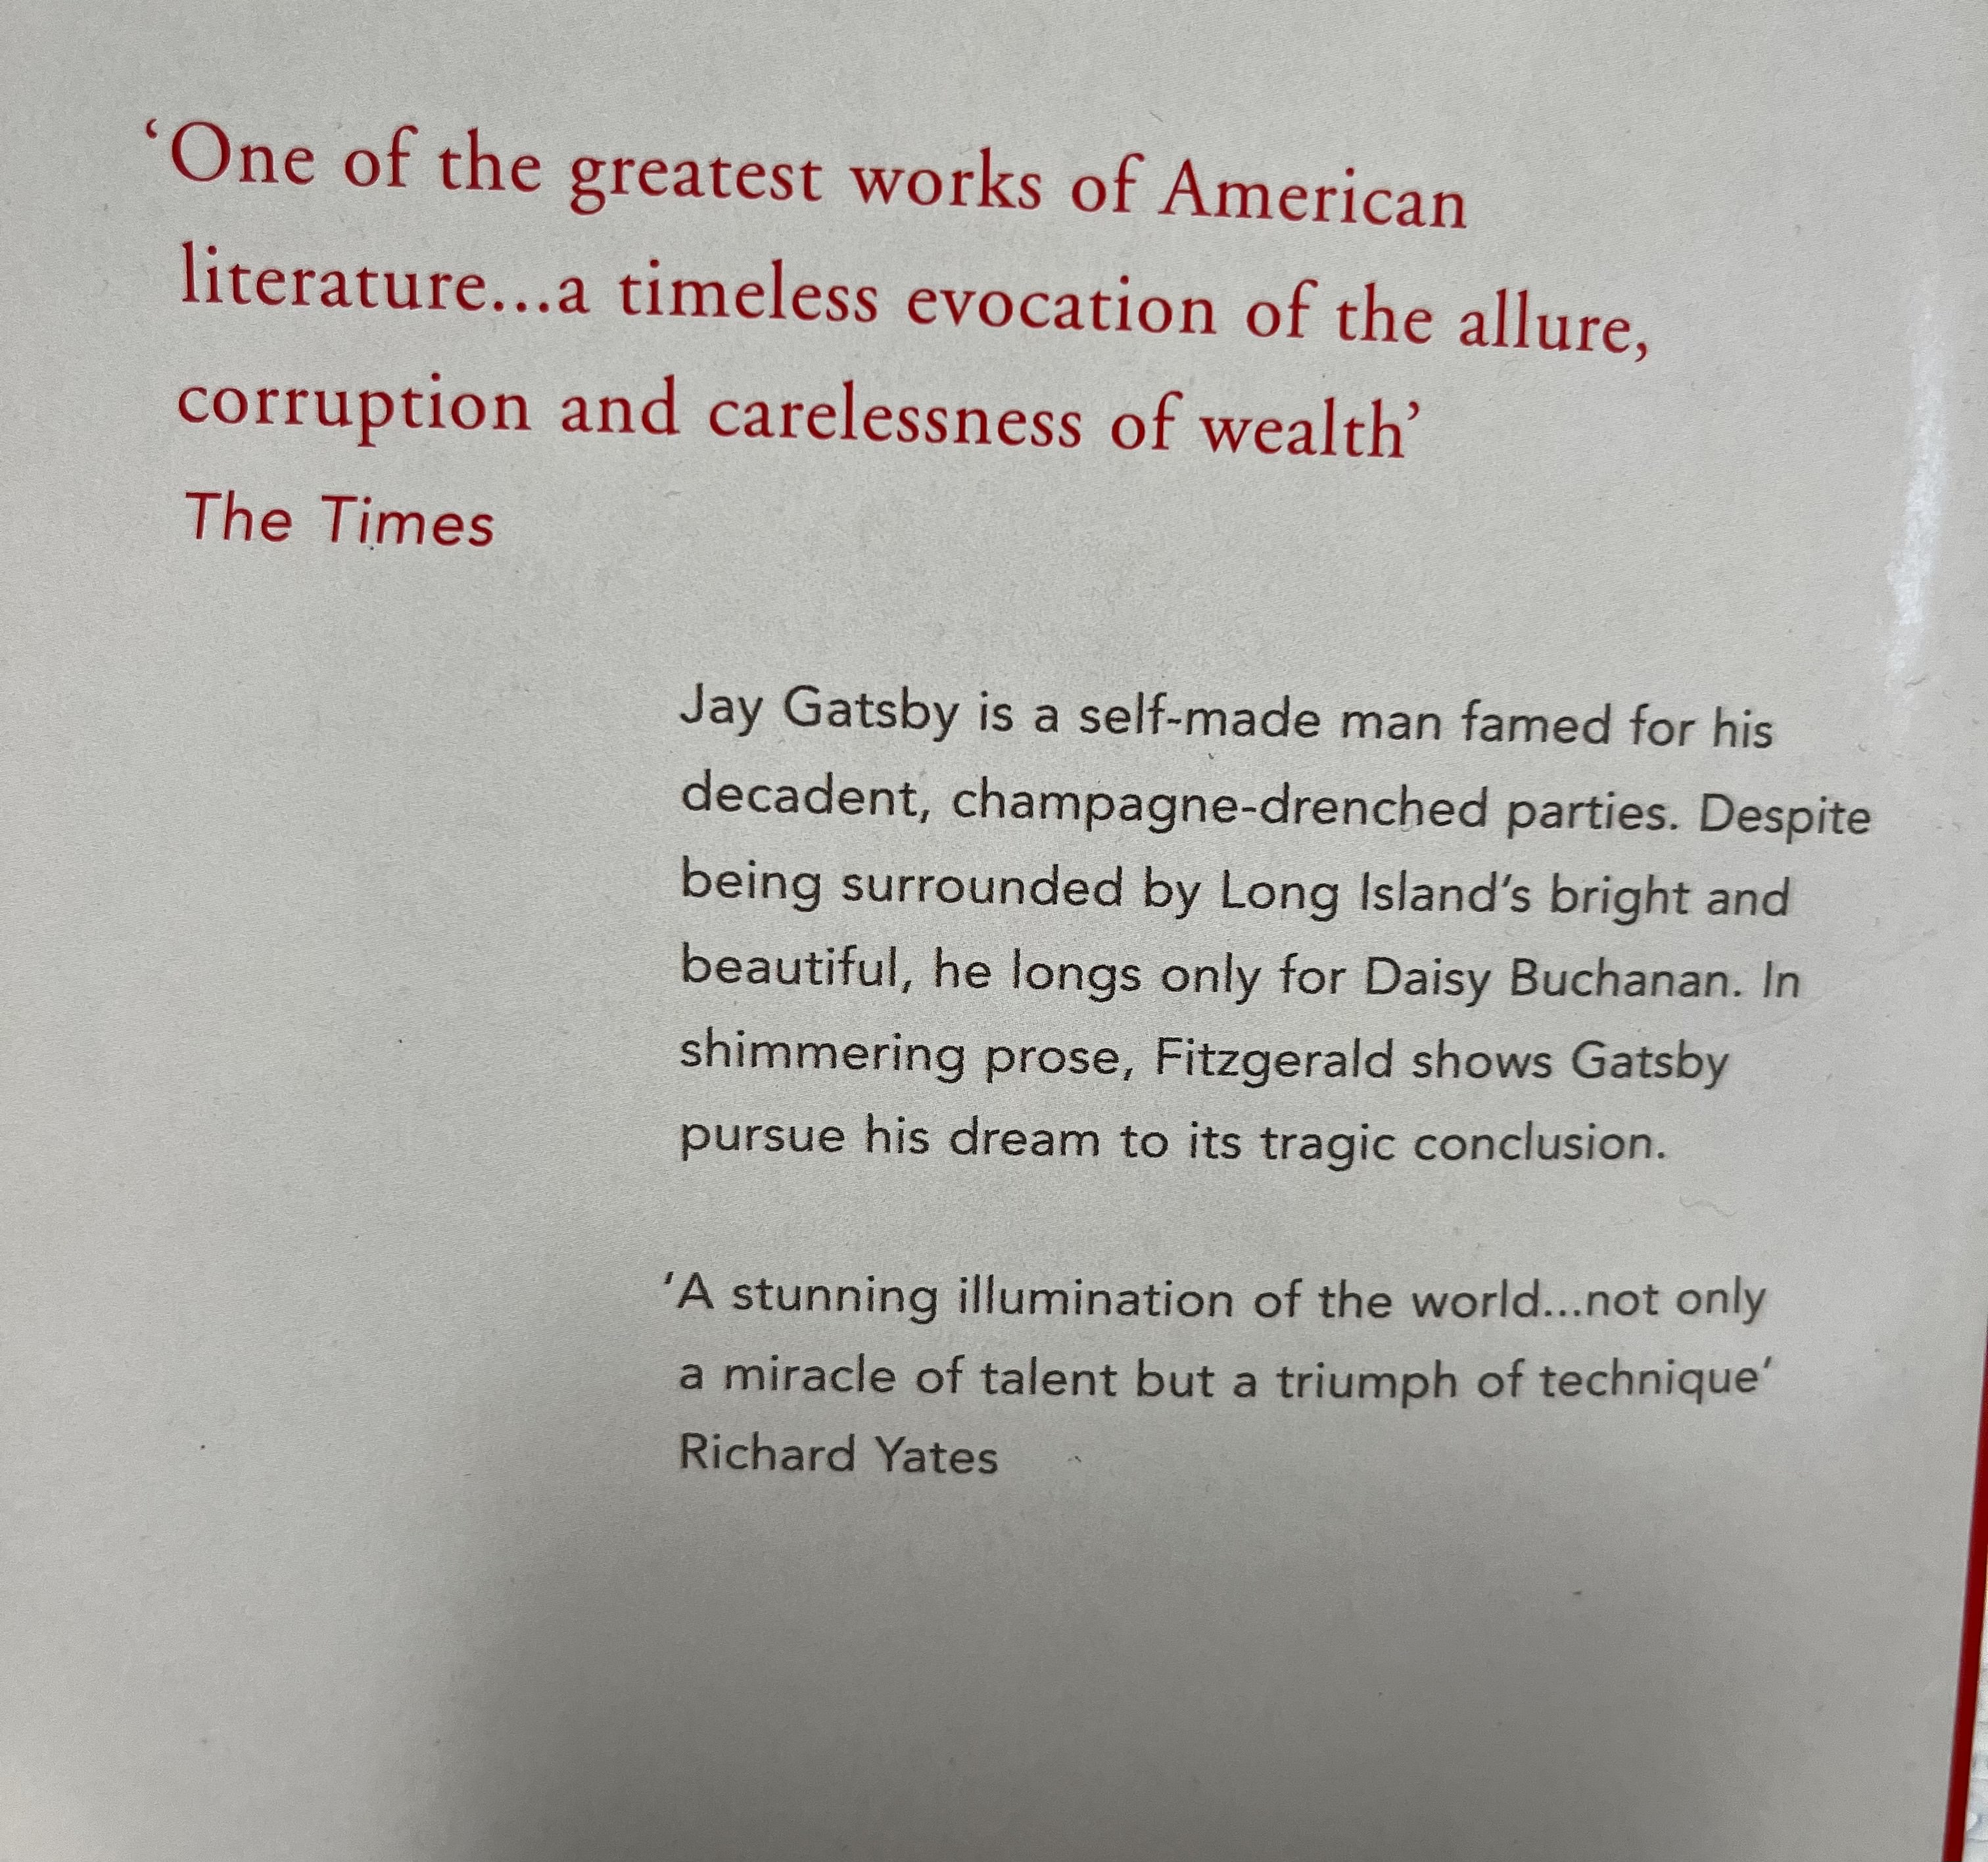 ‘One of the greatest works of American
literature...a timeless evocation of the allure,
corruption and carelessness of wealth’
The Times
Jay Gatsby is a self-made man famed for his
decadent, champagne-drenched parties. Despite
being surrounded by Long Island’s bright and
beautiful, he longs only for Daisy Buchanan. In
shimmering prose, Fitzgerald shows Gatsby
pursue his dream to its tragic conclusion.
‘A stunning illumination of the world...not only
a miracle of talent but a triumph of technique’
Richard Yates